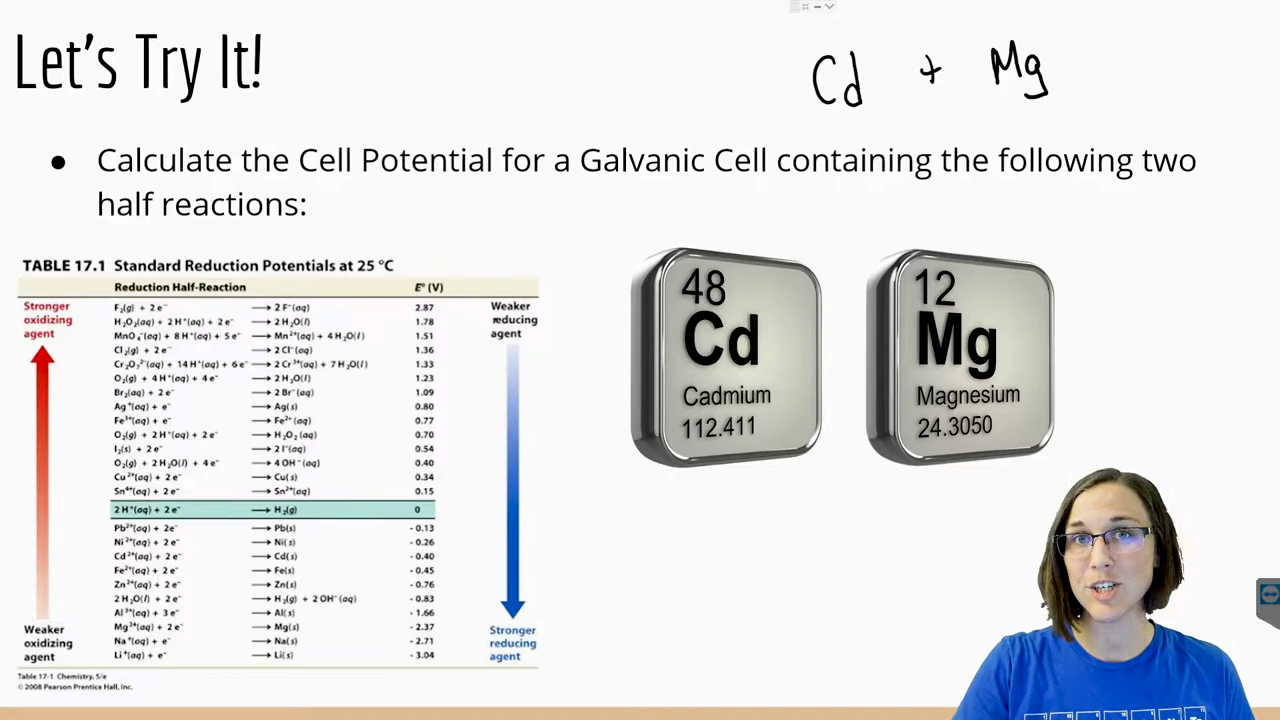 Let's Try It!
Cd + Mg
● Calculate the Cell Potential for a Galvanic Cell containing the following two
half reactions:
TABLE 17.1 Standard Reduction Potentials at 25 °C
Reduction Half-Reaction E° (V)
Stronger
oxidizing
agent
Weaker
reducing
agent
F₂(g) + 2 e⁻ ⟶ 2 F⁻(aq) 2.87
H₂O₂(aq) + 2 H⁺(aq) + 2 e⁻ ⟶ 2 H₂O(l) 1.78
MnO₄⁻(aq) + 8 H⁺(aq) + 5 e⁻ ⟶ Mn²⁺(aq) + 4 H₂O(l) 1.51
Cl₂(g) + 2 e⁻ ⟶ 2 Cl⁻(aq) 1.36
Cr₂O₇²⁻(aq) + 14 H⁺(aq) + 6 e⁻ ⟶ 2 Cr³⁺(aq) + 7 H₂O(l) 1.33
O₂(g) + 4 H⁺(aq) + 4 e⁻ ⟶ 2 H₂O(l) 1.23
Br₂(aq) + 2 e⁻ ⟶ 2 Br⁻(aq) 1.09
Ag⁺(aq) + e⁻ ⟶ Ag(s) 0.80
Fe³⁺(aq) + e⁻ ⟶ Fe²⁺(aq) 0.77
O₂(g) + 2 H⁺(aq) + 2 e⁻ ⟶ H₂O₂(aq) 0.70
I₂(s) + 2 e⁻ ⟶ 2 I⁻(aq) 0.54
O₂(g) + 2 H₂O(l) + 4 e⁻ ⟶ 4 OH⁻(aq) 0.40
Cu²⁺(aq) + 2 e⁻ ⟶ Cu(s) 0.34
Sn⁴⁺(aq) + 2 e⁻ ⟶ Sn²⁺(aq) 0.15
2 H⁺(aq) + 2 e⁻ ⟶ H₂(g) 0
Pb²⁺(aq) + 2e⁻ ⟶ Pb(s) - 0.13
Ni²⁺(aq) + 2 e⁻ ⟶ Ni(s) - 0.26
Cd²⁺(aq) + 2 e⁻ ⟶ Cd(s) - 0.40
Fe²⁺(aq) + 2 e⁻ ⟶ Fe(s) - 0.45
Zn²⁺(aq) + 2 e⁻ ⟶ Zn(s) - 0.76
2 H₂O(l) + 2 e⁻ ⟶ H₂(g) + 2 OH⁻(aq) - 0.83
Al³⁺(aq) + 3 e⁻ ⟶ Al(s) - 1.66
Mg²⁺(aq) + 2 e⁻ ⟶ Mg(s) - 2.37
Na⁺(aq) + e⁻ ⟶ Na(s) - 2.71
Li⁺(aq) + e⁻ ⟶ Li(s) - 3.04
Weaker
oxidizing
agent
Stronger
reducing
agent
Table 17-1 Chemistry, 5/e
© 2008 Pearson Prentice Hall, Inc.
48
Cd
Cadmium
112.411
12
Mg
Magnesium
24.3050